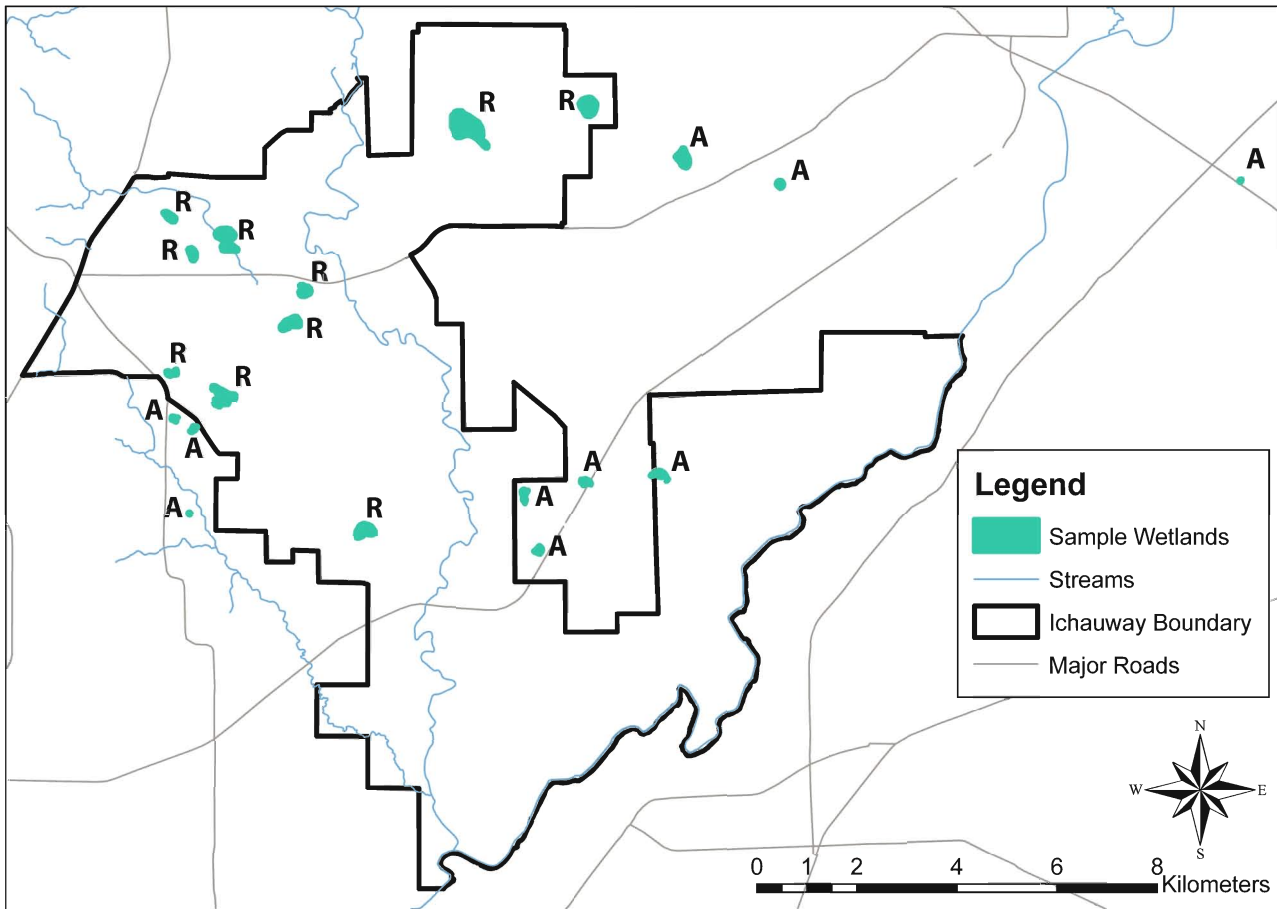 R
R
A
A
A
R
R
R
R
R
R
R
A
A
A
R
A
A
A
A
Legend
Sample Wetlands
Streams
Ichauway Boundary
Major Roads
N
W E
S
0 1 2 4 6 8
Kilometers